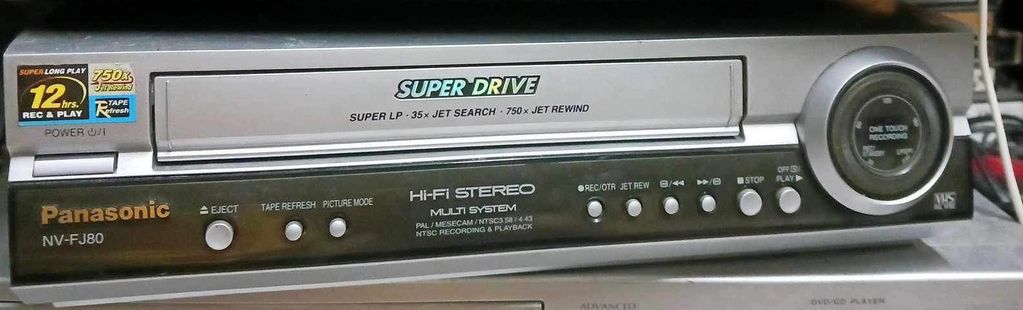 SUPER LONG PLAY
12 hrs.
REC & PLAY
750x
Jet Rewind
TAPE
Refresh
POWER ⏻/I
SUPER DRIVE
SUPER LP · 35× JET SEARCH · 750× JET REWIND
ONE TOUCH
RECORDING
Panasonic
NV-FJ80
⏏ EJECT
TAPE REFRESH
PICTURE MODE
Hi-Fi STEREO
MULTI SYSTEM
PAL / MESECAM / NTSC3.58 / 4.43
NTSC RECORDING & PLAYBACK
● REC/OTR
JET REW
/◀◀
▶▶/
■ STOP
OFF
PLAY ▶
VHS
ADVANCED
DVD/CD PLAYER